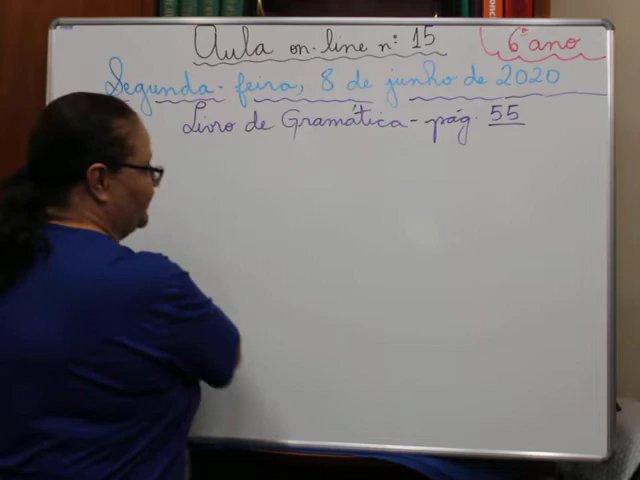 Aula on-line nº 15
6º ano
Segunda-feira, 8 de junho de 2020
Livro de Gramática - pág. 55